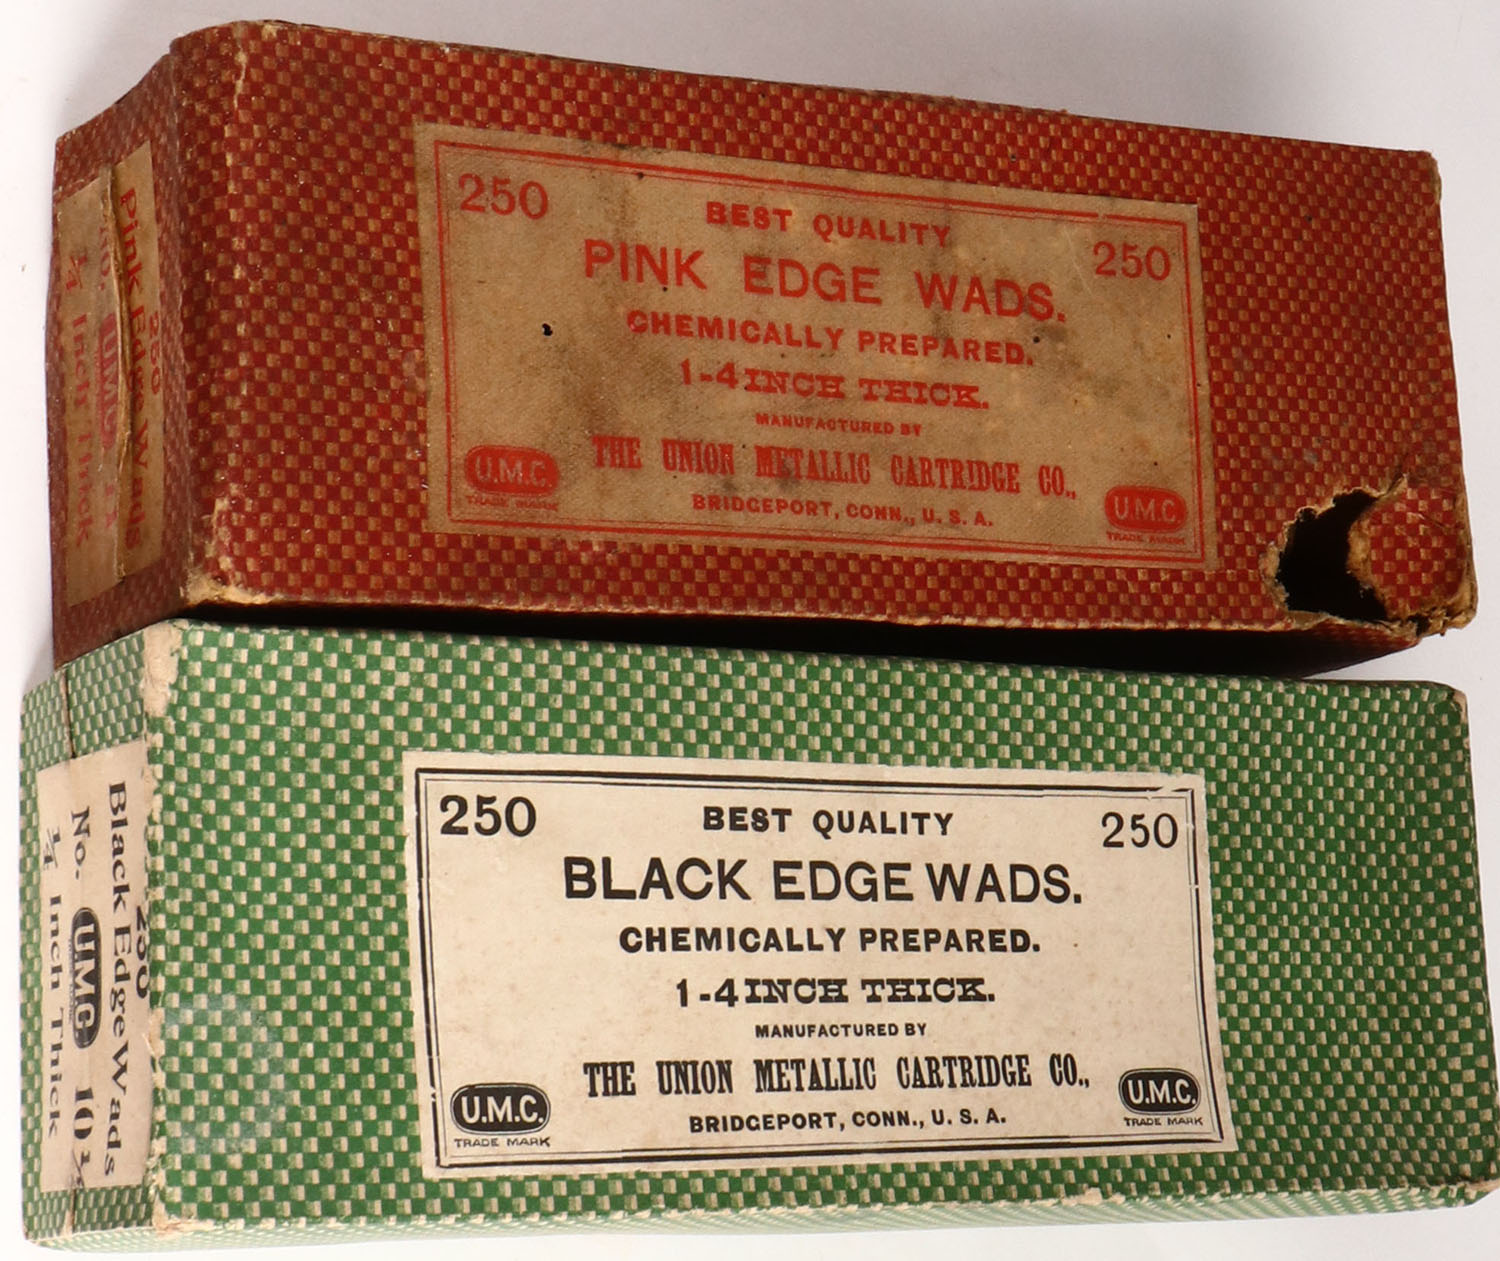 250
BEST QUALITY
250
PINK EDGE WADS.
CHEMICALLY PREPARED.
1-4 INCH THICK.
MANUFACTURED BY
THE UNION METALLIC CARTRIDGE CO.,
BRIDGEPORT, CONN., U. S. A.
U.M.C.
TRADE MARK
U.M.C.
TRADE MARK
250
Pink Edge Wads
No. UMC
1/4 Inch Thick
250
BEST QUALITY
250
BLACK EDGE WADS.
CHEMICALLY PREPARED.
1-4 INCH THICK.
MANUFACTURED BY
THE UNION METALLIC CARTRIDGE CO.,
BRIDGEPORT, CONN., U. S. A.
U.M.C.
TRADE MARK
U.M.C.
TRADE MARK
250
Black Edge Wads
No. UMC 10
1/4 Inch Thick